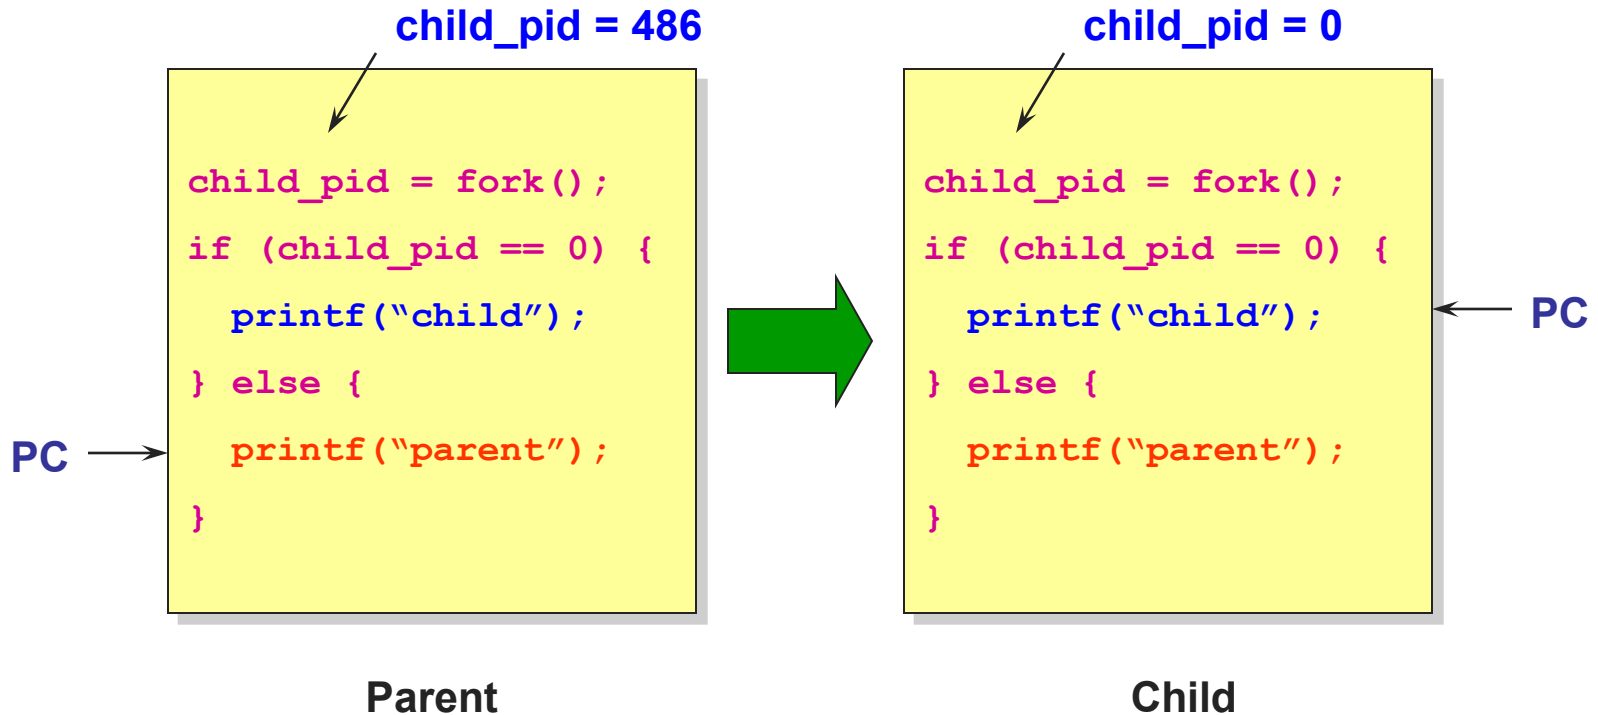 child_pid = 486
child_pid = fork();
if (child_pid == 0) {
printf(“child”);
} else {
PC
printf(“parent”);
}
Parent
child_pid = 0
child_pid = fork();
if (child_pid == 0) {
printf(“child”);
PC
} else {
printf(“parent”);
}
Child